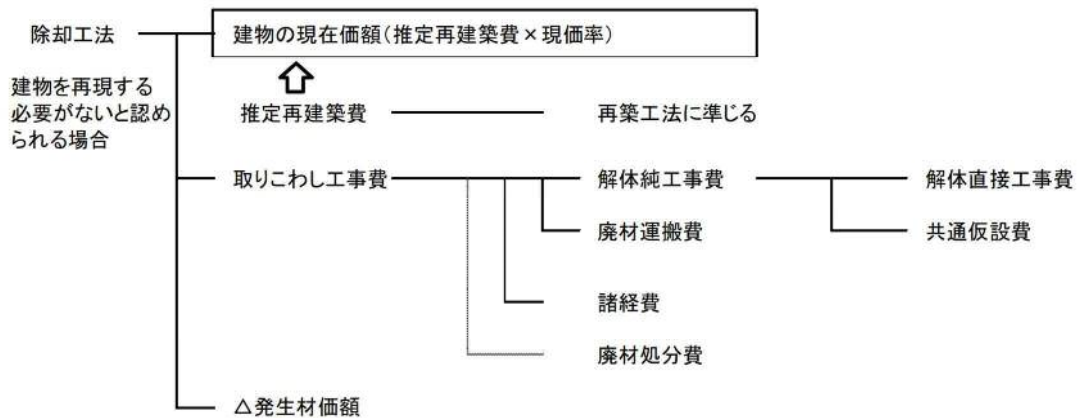 除却工法
建物の現在価額(推定再建築費×現価率)
建物を再現する
必要がないと認め
られる場合
推定再建築費
再築工法に準じる
取りこわし工事費
解体純工事費
解体直接工事費
廃材運搬費
共通仮設費
諸経費
廃材処分費
△発生材価額